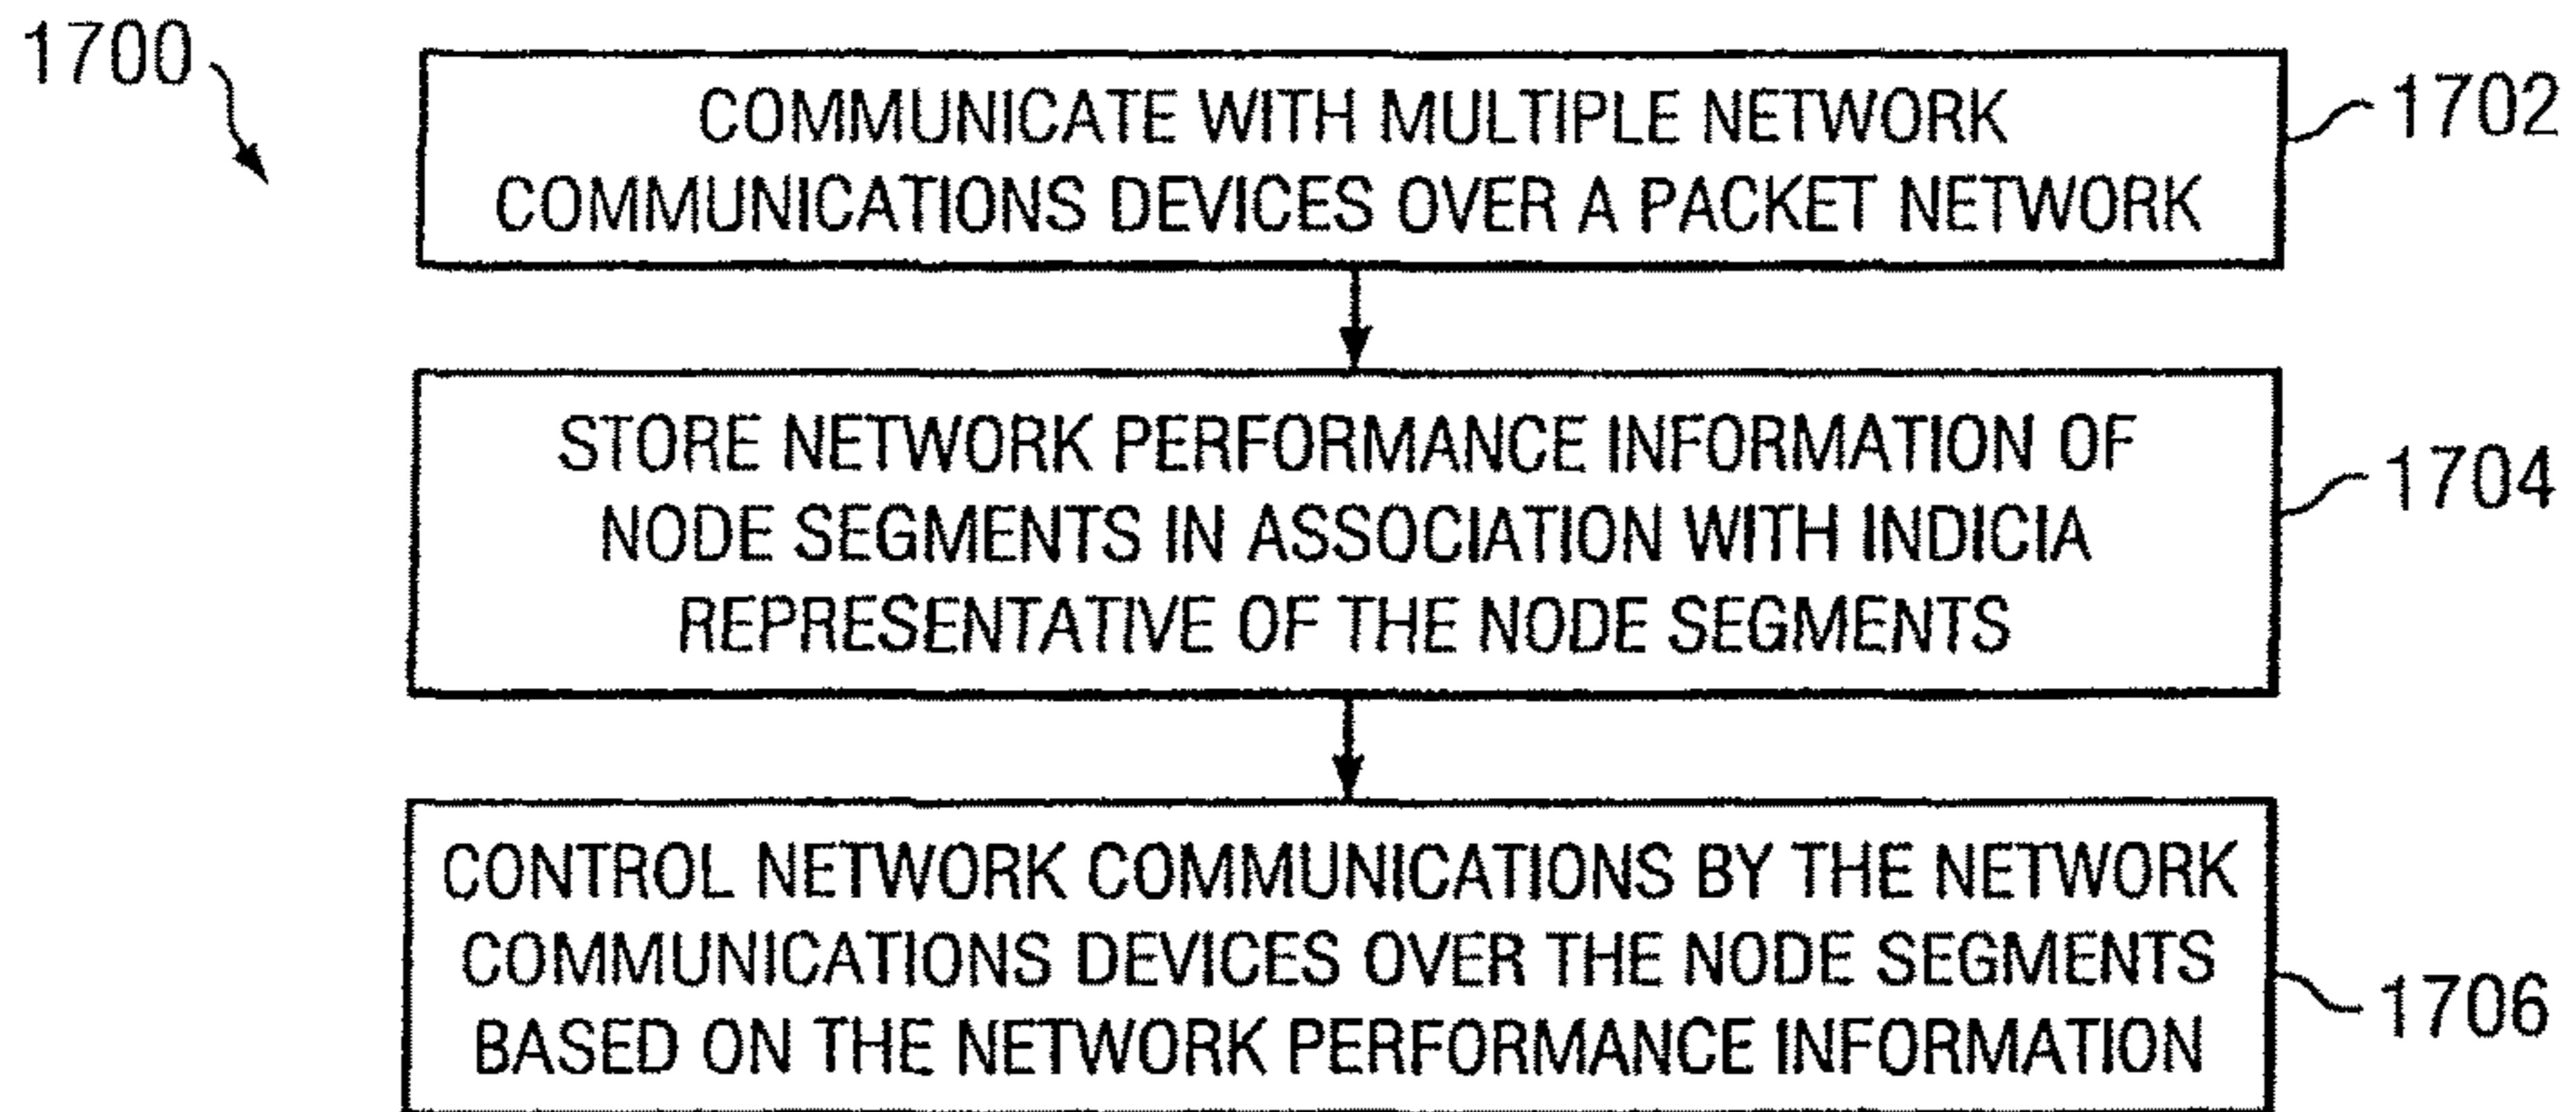 1700
COMMUNICATE WITH MULTIPLE NETWORK
COMMUNICATIONS DEVICES OVER A PACKET NETWORK
1702
STORE NETWORK PERFORMANCE INFORMATION OF
NODE SEGMENTS IN ASSOCIATION WITH INDICIA
REPRESENTATIVE OF THE NODE SEGMENTS
1704
CONTROL NETWORK COMMUNICATIONS BY THE NETWORK
COMMUNICATIONS DEVICES OVER THE NODE SEGMENTS
BASED ON THE NETWORK PERFORMANCE INFORMATION
1706